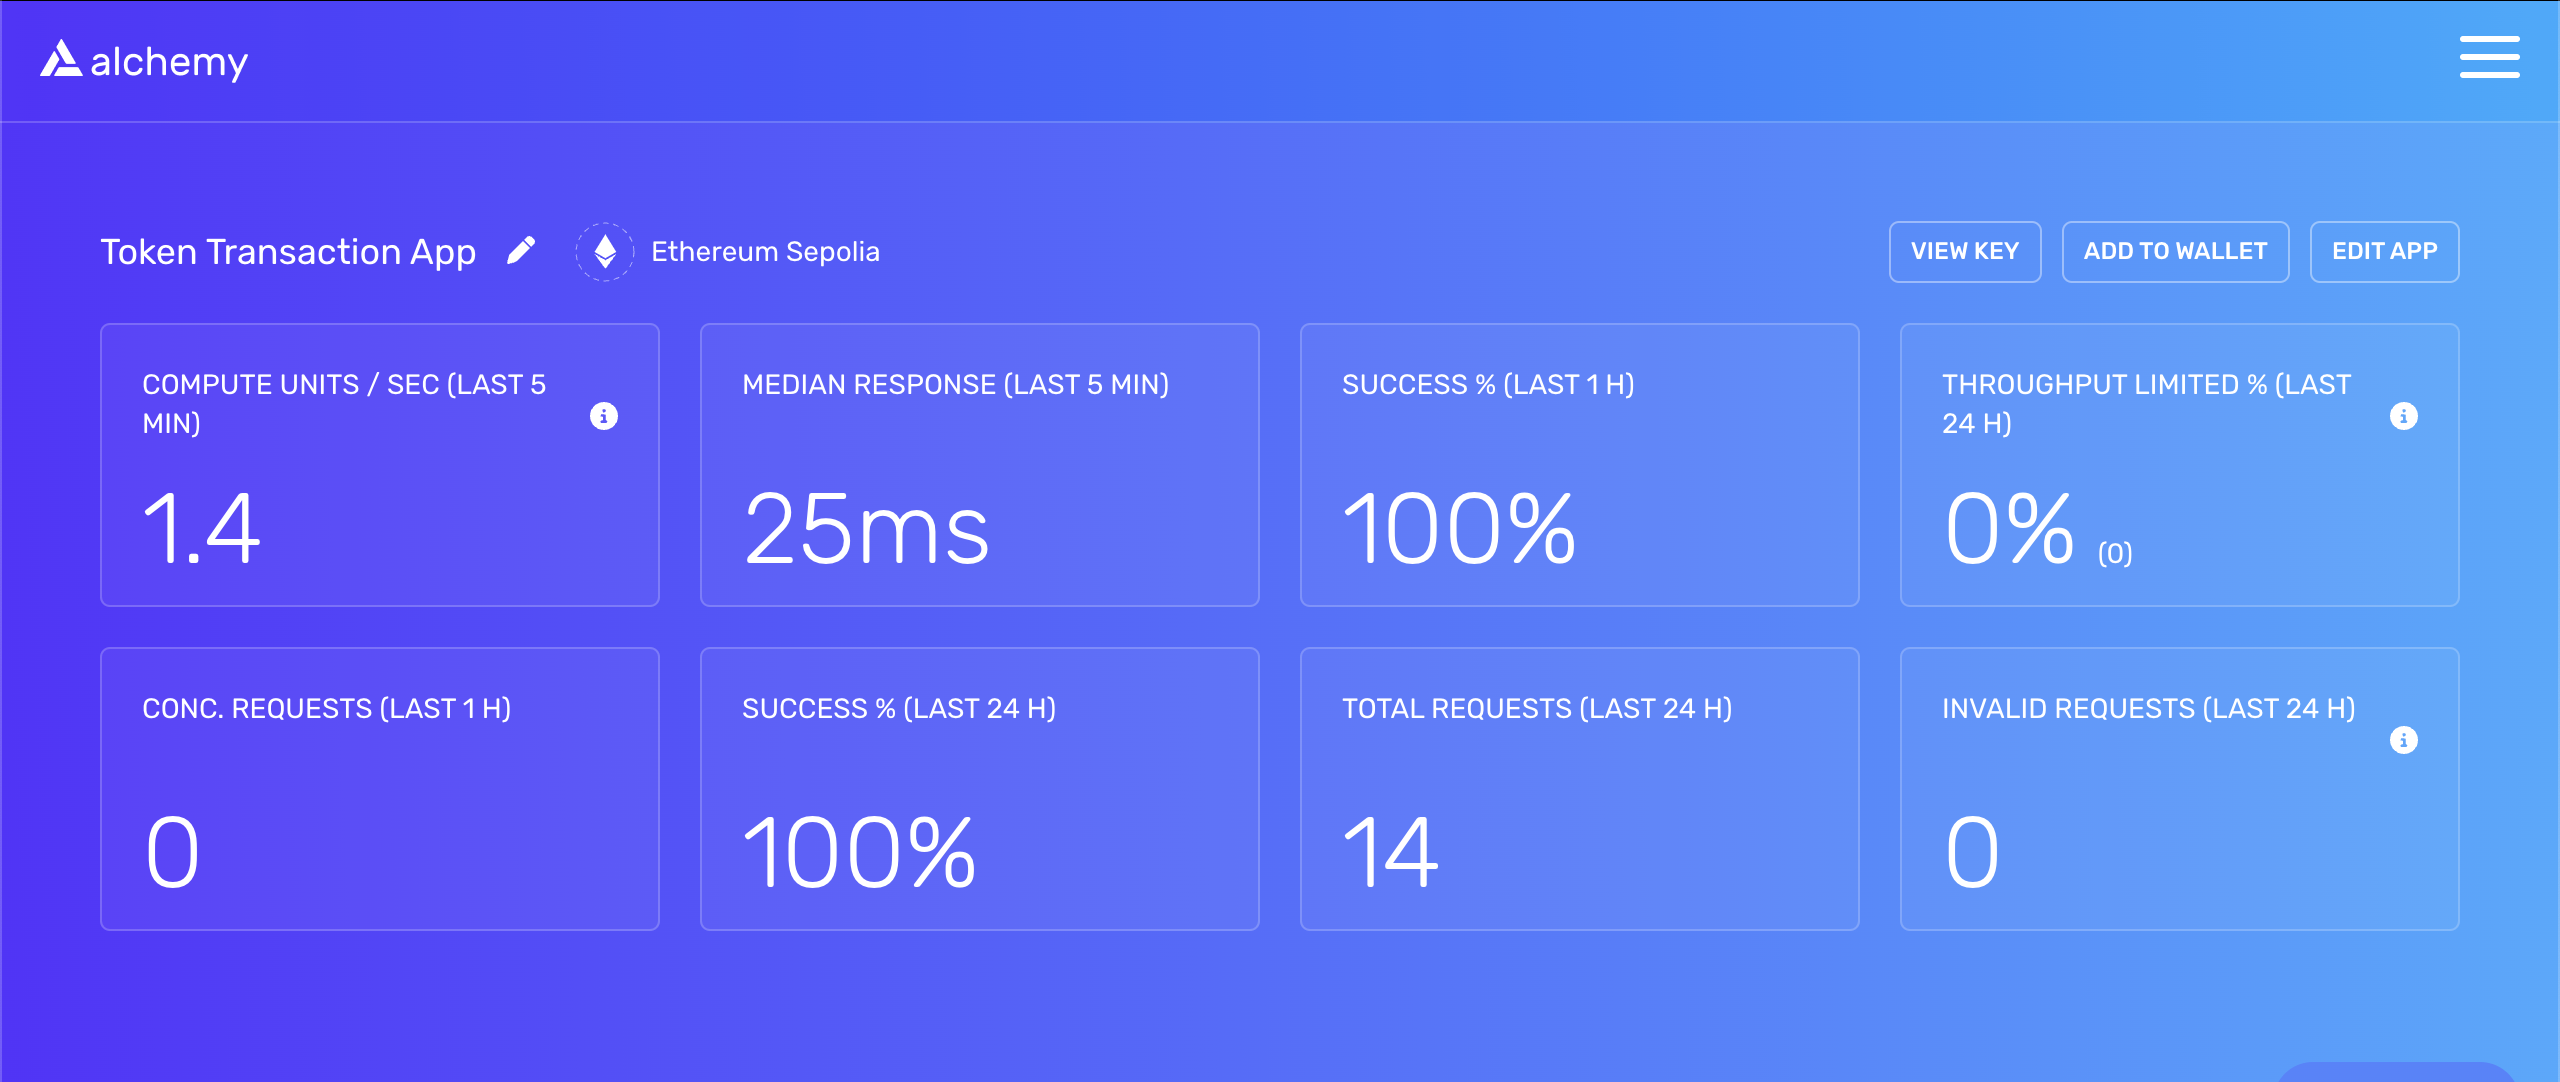 alchemy
Token Transaction App
Ethereum Sepolia
VIEW KEY
ADD TO WALLET
EDIT APP
COMPUTE UNITS / SEC (LAST 5
MIN)
1.4
MEDIAN RESPONSE (LAST 5 MIN)
25ms
SUCCESS % (LAST 1 H)
100%
THROUGHPUT LIMITED % (LAST
24 H)
0% (0)
CONC. REQUESTS (LAST 1 H)
0
SUCCESS % (LAST 24 H)
100%
TOTAL REQUESTS (LAST 24 H)
14
INVALID REQUESTS (LAST 24 H)
0